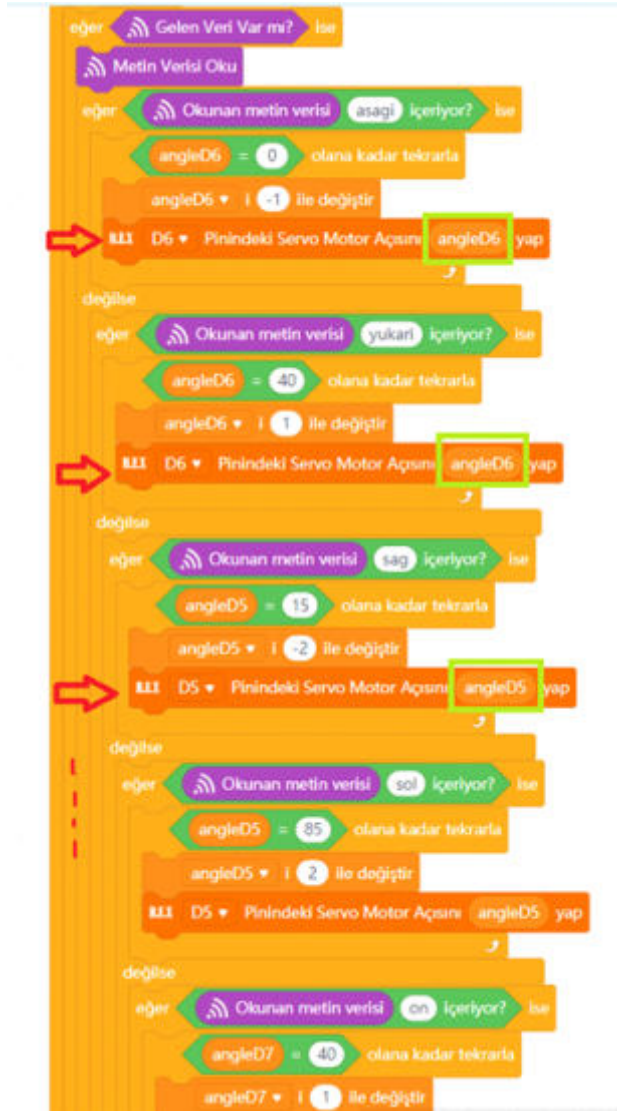 eğer Gelen Veri Var mı? ise
Metin Verisi Oku
eğer Okunan metin verisi asagi içeriyor? ise
angleD6 = 0 olana kadar tekrarla
angleD6 i -1 ile değiştir
D6 Pinindeki Servo Motor Açısını angleD6 yap
değilse
eğer Okunan metin verisi yukari içeriyor? ise
angleD6 = 40 olana kadar tekrarla
angleD6 i 1 ile değiştir
D6 Pinindeki Servo Motor Açısını angleD6 yap
değilse
eğer Okunan metin verisi sag içeriyor? ise
angleD5 = 15 olana kadar tekrarla
angleD5 i -2 ile değiştir
D5 Pinindeki Servo Motor Açısını angleD5 yap
değilse
eğer Okunan metin verisi sol içeriyor? ise
angleD5 = 85 olana kadar tekrarla
angleD5 i 2 ile değiştir
D5 Pinindeki Servo Motor Açısını angleD5 yap
değilse
eğer Okunan metin verisi on içeriyor? ise
angleD7 = 40 olana kadar tekrarla
angleD7 i 1 ile değiştir